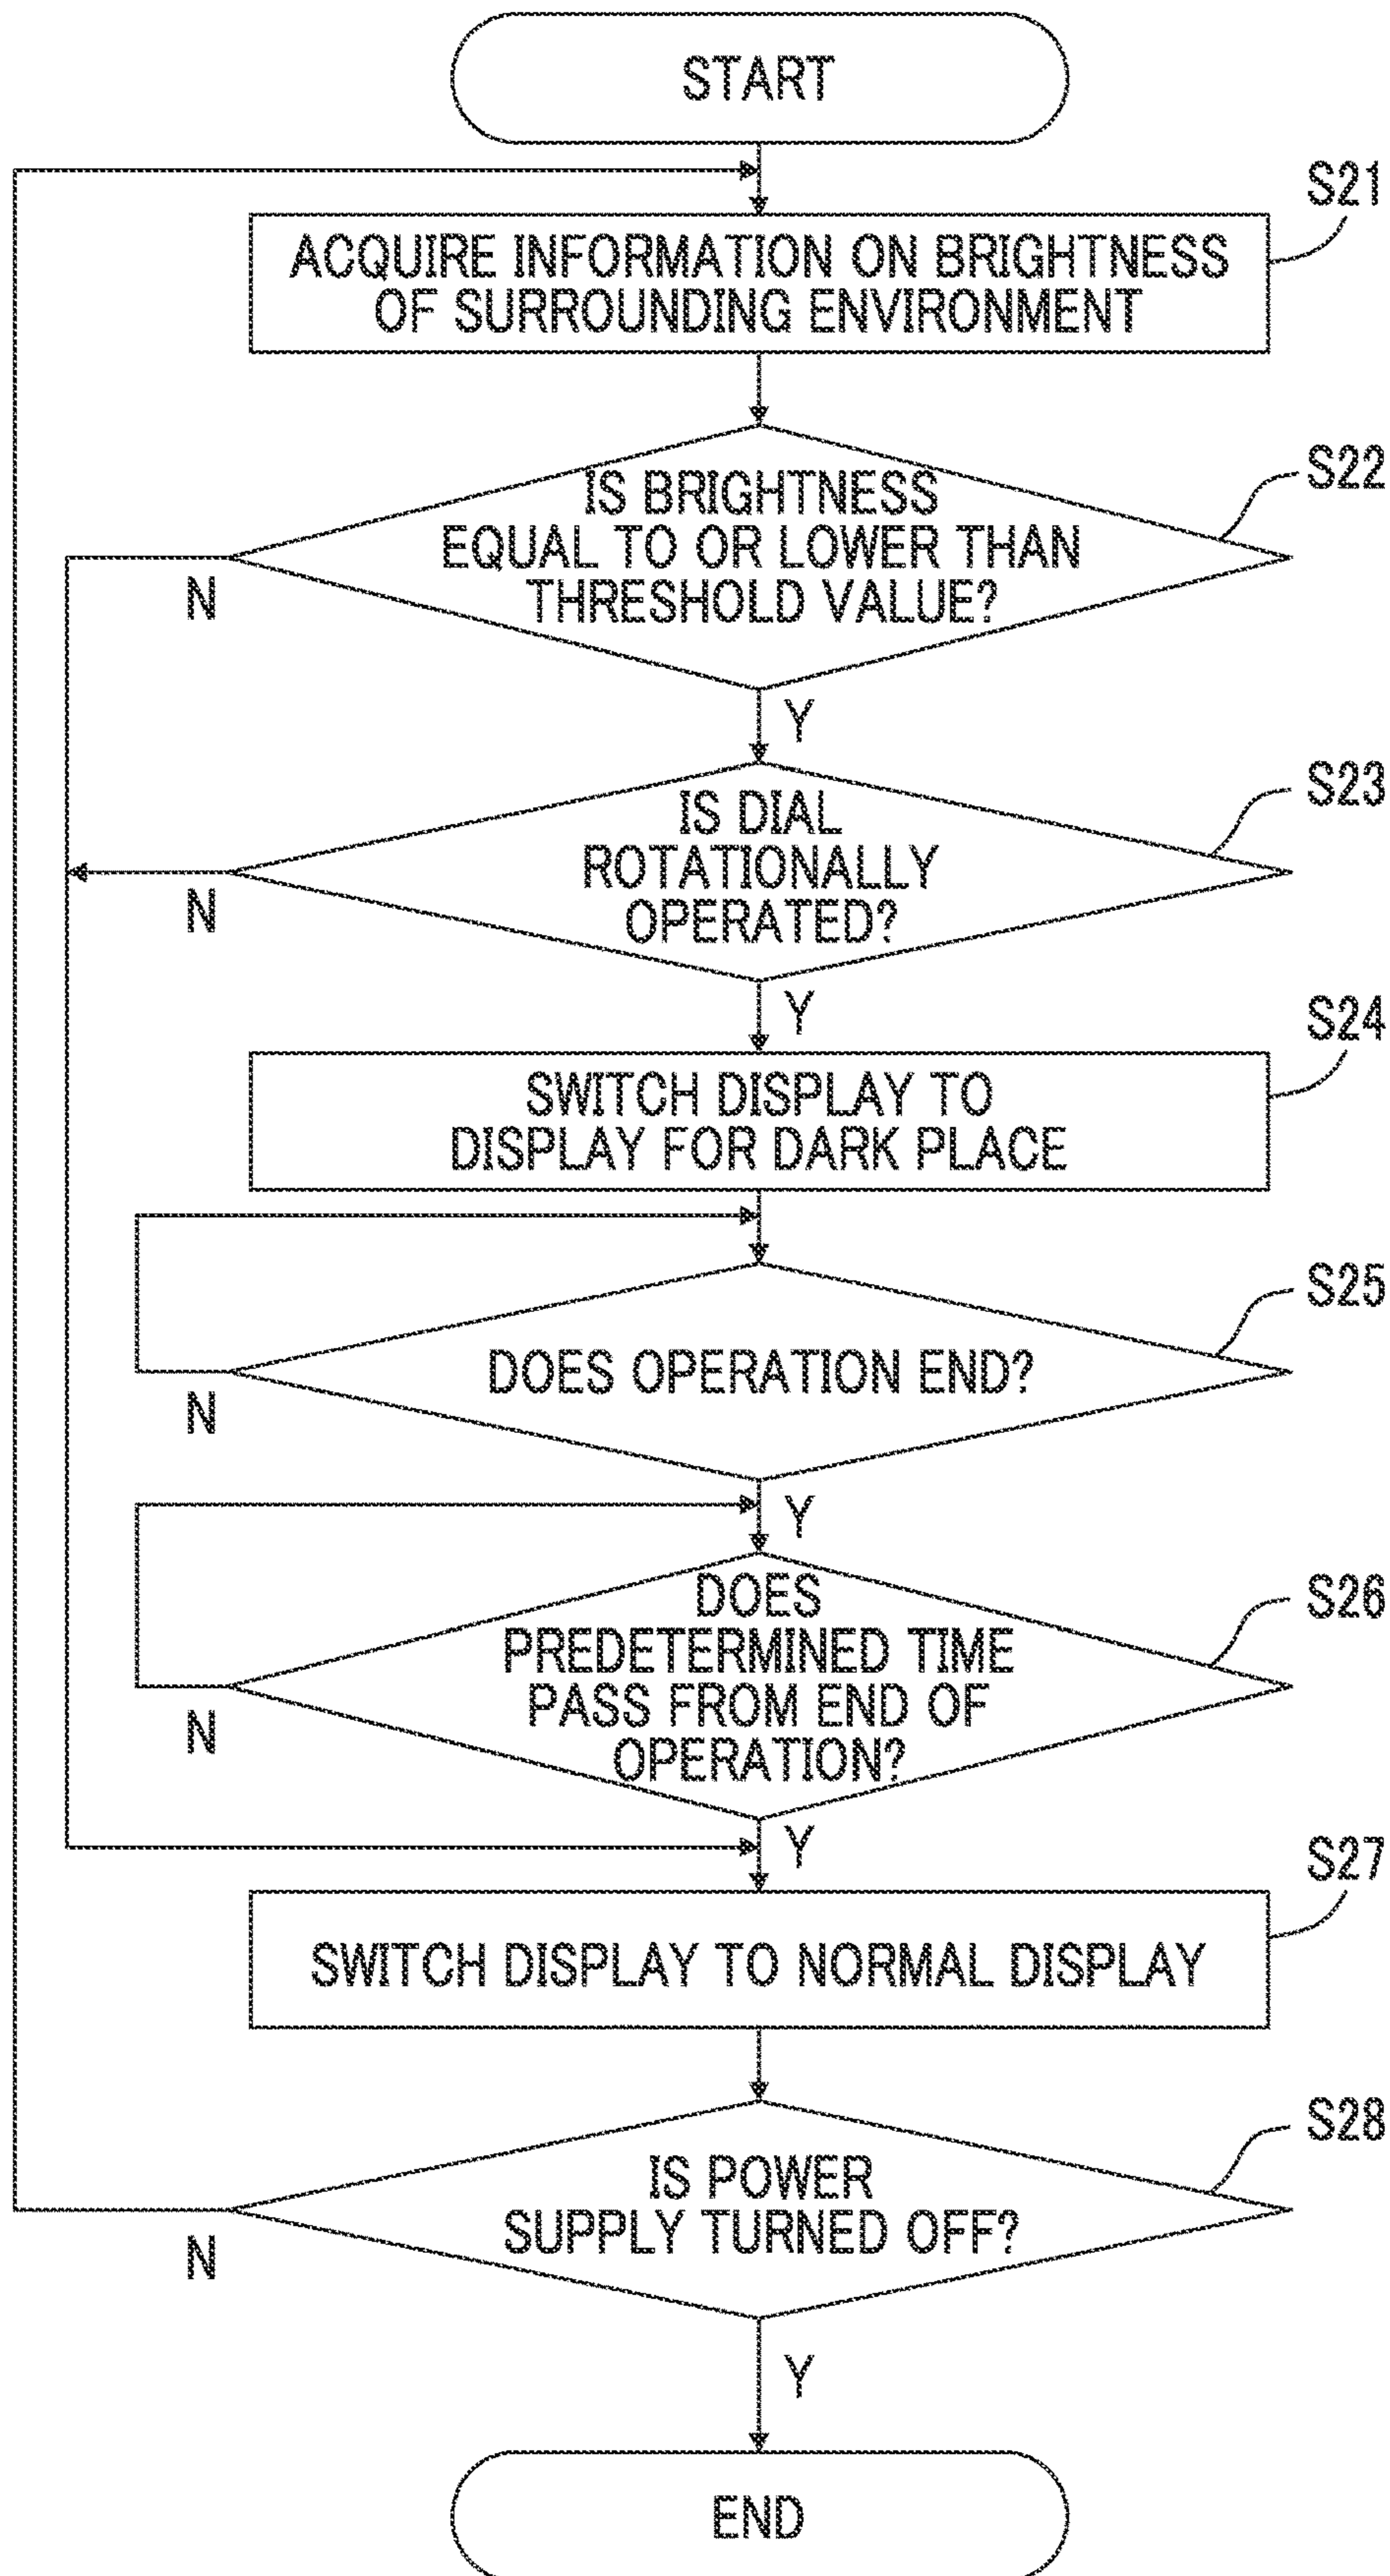 START
S21
ACQUIRE INFORMATION ON BRIGHTNESS
OF SURROUNDING ENVIRONMENT
S22
IS BRIGHTNESS
EQUAL TO OR LOWER THAN
THRESHOLD VALUE?
N
Y
S23
IS DIAL
ROTATIONALLY
OPERATED?
N
Y
S24
SWITCH DISPLAY TO
DISPLAY FOR DARK PLACE
S25
DOES OPERATION END?
N
Y
S26
DOES
PREDETERMINED TIME
PASS FROM END OF
OPERATION?
N
Y
S27
SWITCH DISPLAY TO NORMAL DISPLAY
S28
IS POWER
SUPPLY TURNED OFF?
N
Y
END